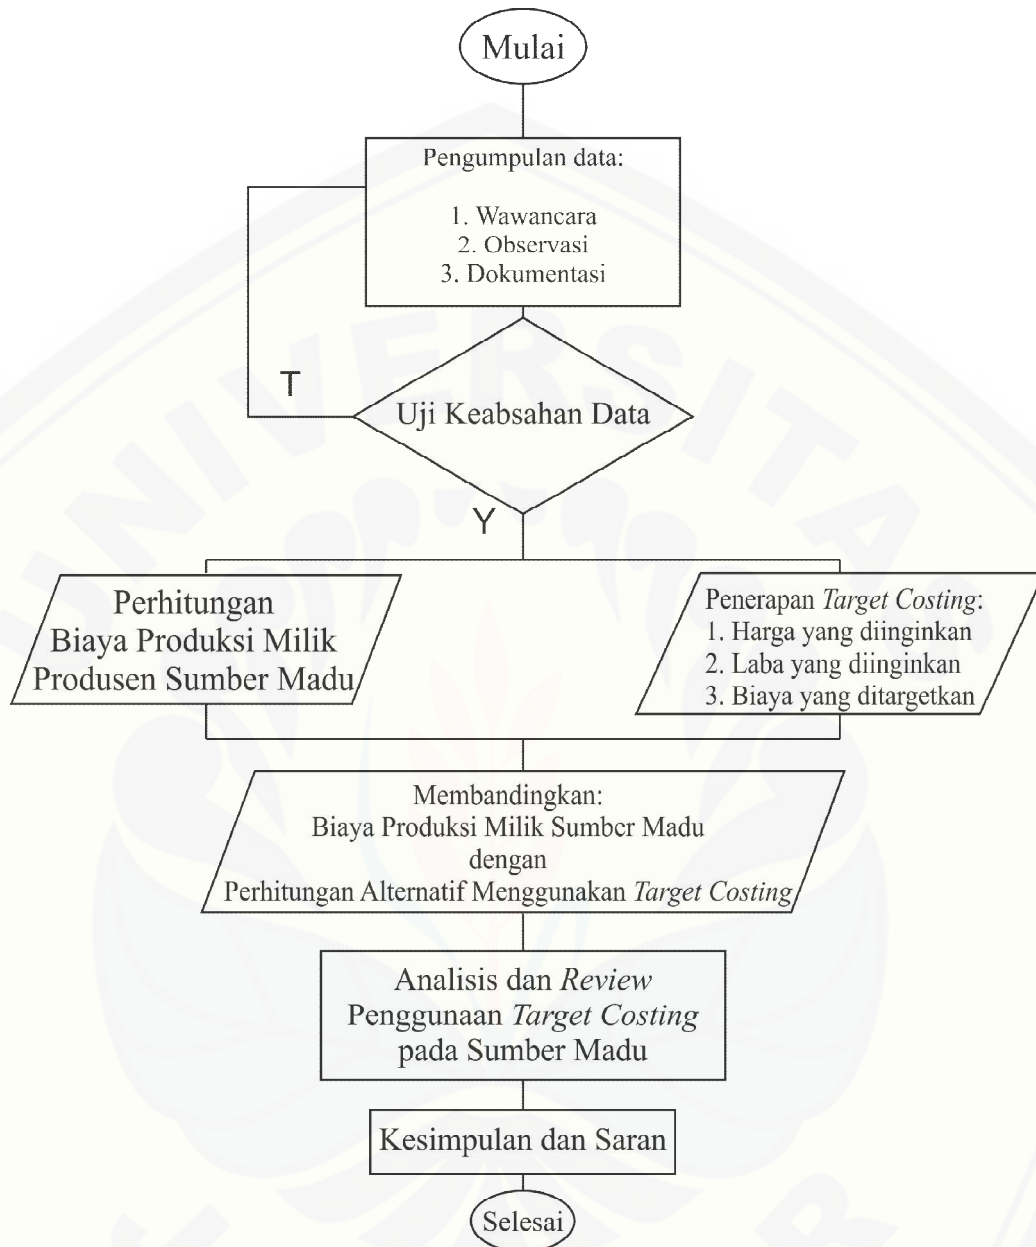 Mulai
Pengumpulan data:
1. Wawancara
2. Observasi
3. Dokumentasi
T
Uji Keabsahan Data
Y
Perhitungan
Biaya Produksi Milik
Produsen Sumber Madu
Penerapan Target Costing:
1. Harga yang diinginkan
2. Laba yang diinginkan
3. Biaya yang ditargetkan
Membandingkan:
Biaya Produksi Milik Sumber Madu
dengan
Perhitungan Alternatif Menggunakan Target Costing
Analisis dan Review
Penggunaan Target Costing
pada Sumber Madu
Kesimpulan dan Saran
Selesai
UNIVERSITAS